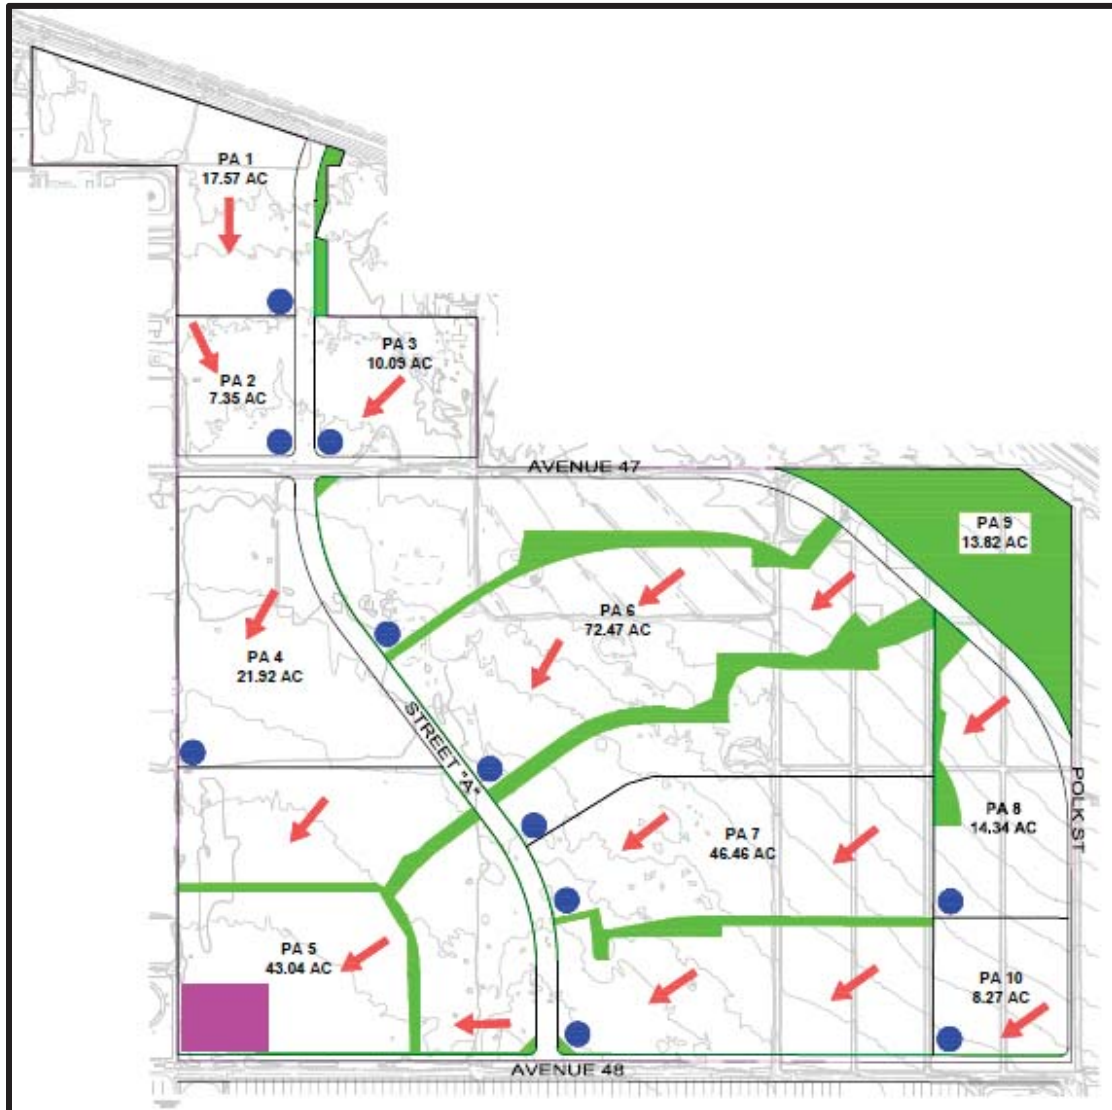 PA 1
17.57 AC
PA 2
7.35 AC
PA 3
10.09 AC
AVENUE 47
PA 9
13.82 AC
PA 6
72.47 AC
PA 4
21.92 AC
STREET "A"
POLK ST
PA 8
14.34 AC
PA 7
46.46 AC
PA 5
43.04 AC
PA 10
8.27 AC
AVENUE 48